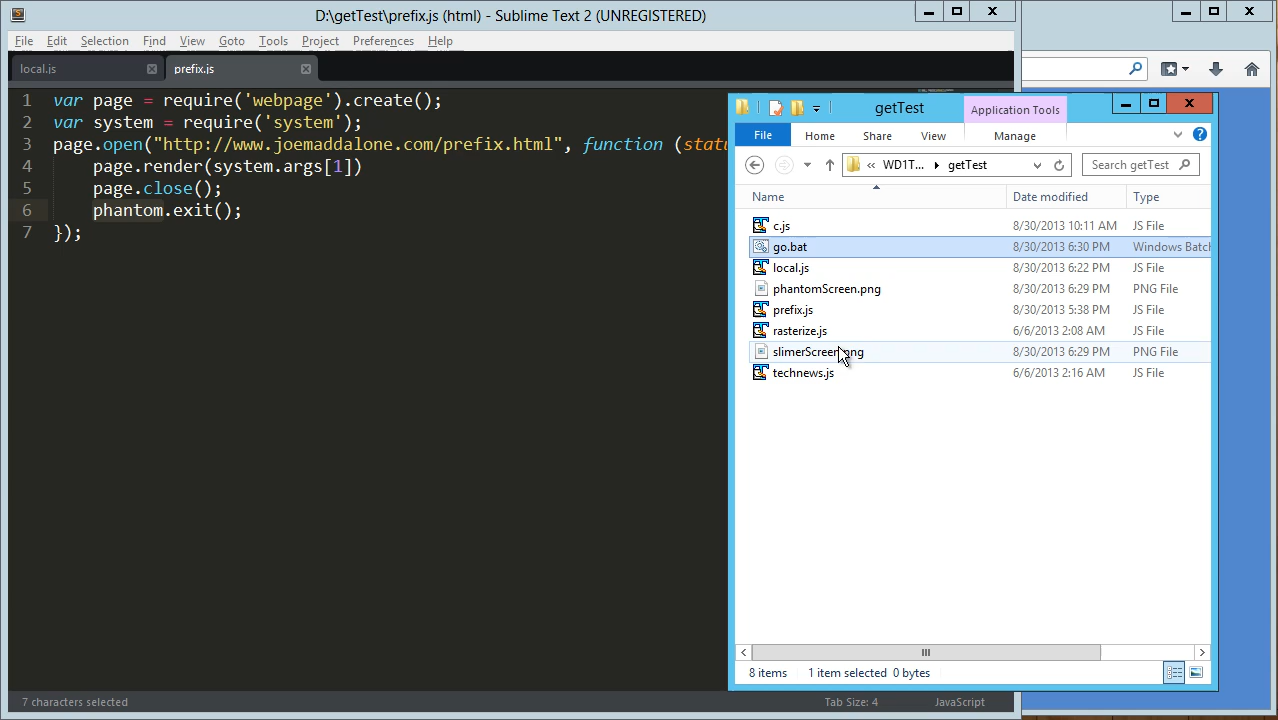 D:\getTest\prefix.js (html) - Sublime Text 2 (UNREGISTERED)
File Edit Selection Find View Goto Tools Project Preferences Help
local.js prefix.js
1 var page = require('webpage').create();
2 var system = require('system');
3 page.open("http://www.joemaddalone.com/prefix.html", function (statu
4 page.render(system.args[1])
5 page.close();
6 phantom.exit();
7 });
7 characters selected Tab Size: 4 JavaScript
getTest Application Tools
File Home Share View Manage
« WD1T... getTest Search getTest
Name Date modified Type
c.js 8/30/2013 10:11 AM JS File
go.bat 8/30/2013 6:30 PM Windows Batch
local.js 8/30/2013 6:22 PM JS File
phantomScreen.png 8/30/2013 6:29 PM PNG File
prefix.js 8/30/2013 5:38 PM JS File
rasterize.js 6/6/2013 2:08 AM JS File
slimerScreen.png 8/30/2013 6:29 PM PNG File
technews.js 6/6/2013 2:16 AM JS File
8 items 1 item selected 0 bytes